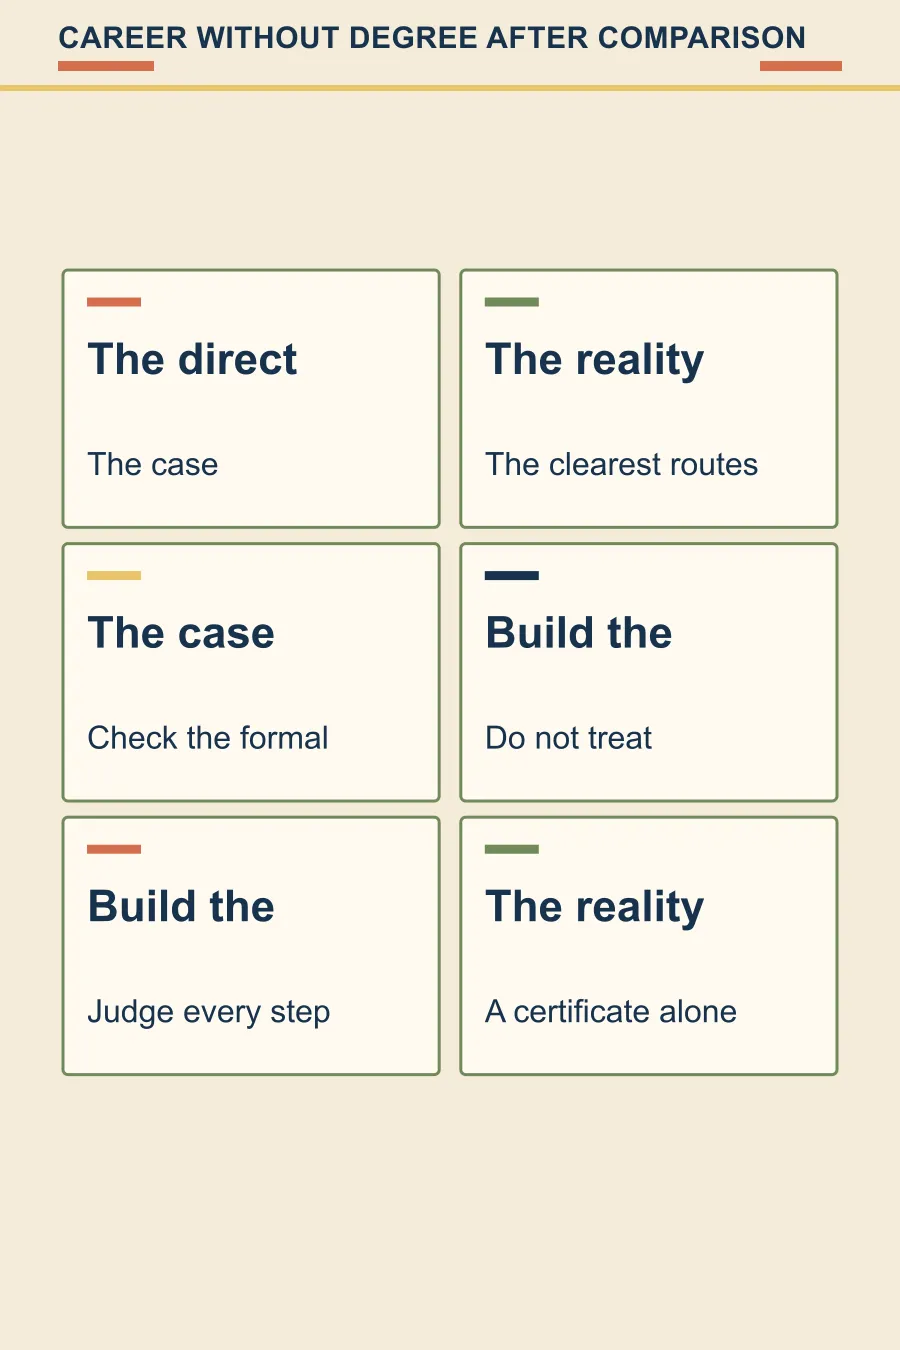 CAREER WITHOUT DEGREE AFTER COMPARISON
The direct
The case
The reality
The clearest routes
The case
Check the formal
Build the
Do not treat
Build the
Judge every step
The reality
A certificate alone